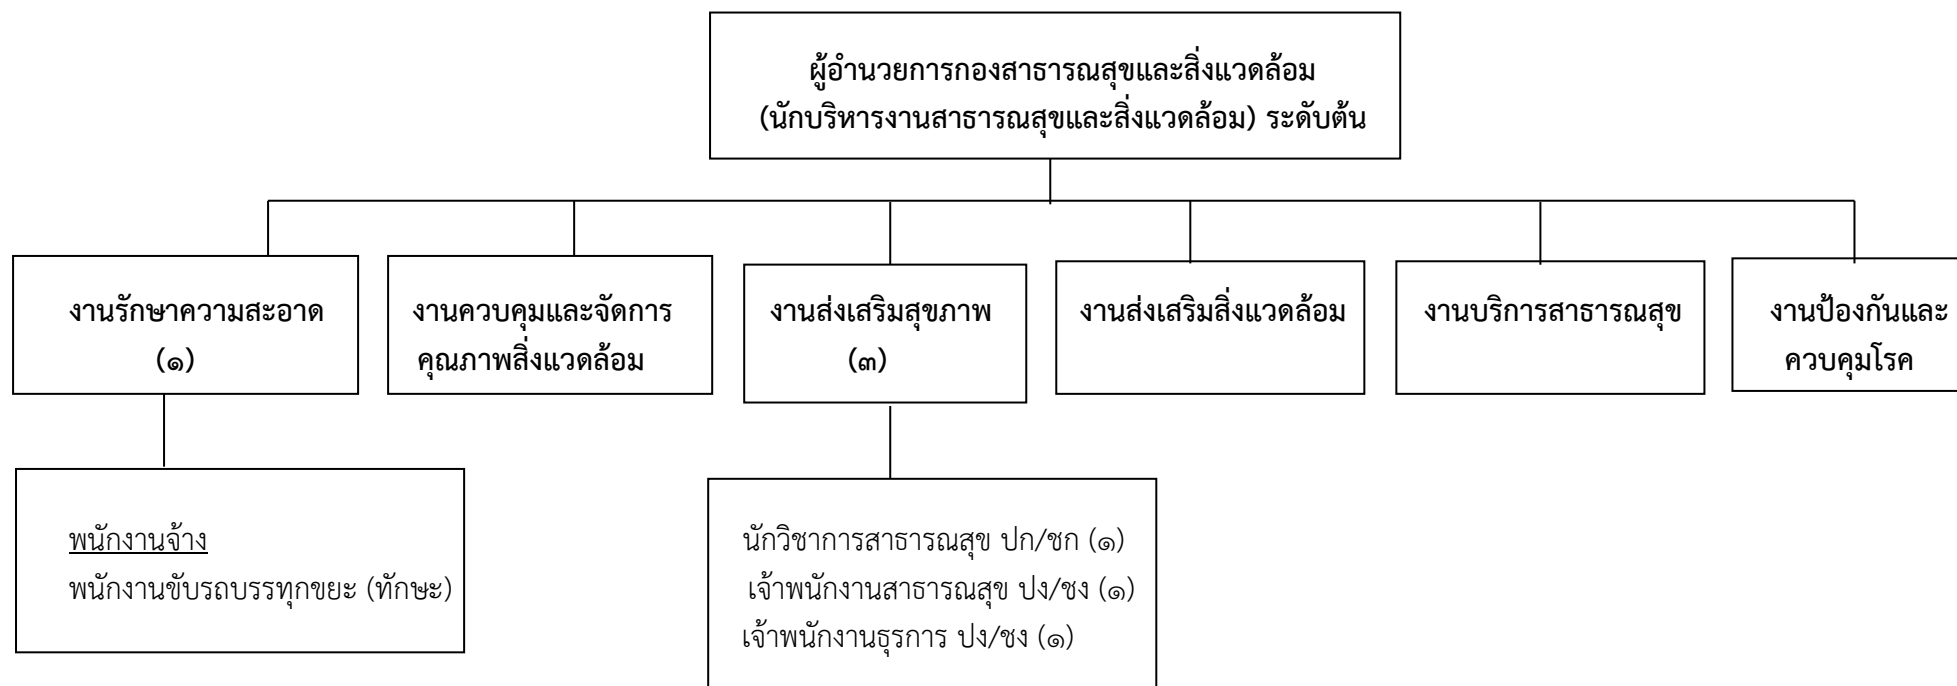 ผู้อำนวยการกองสาธารณสุขและสิ่งแวดล้อม
(นักบริหารงานสาธารณสุขและสิ่งแวดล้อม) ระดับต้น
งานรักษาความสะอาด
(๑)
งานควบคุมและจัดการ
คุณภาพสิ่งแวดล้อม
งานส่งเสริมสุขภาพ
(๓)
งานส่งเสริมสิ่งแวดล้อม
งานบริการสาธารณสุข
งานป้องกันและ
ควบคุมโรค
พนักงานจ้าง
พนักงานขับรถบรรทุกขยะ (ทักษะ)
นักวิชาการสาธารณสุข ปก/ชก (๑)
เจ้าพนักงานสาธารณสุข ปง/ชง (๑)
เจ้าพนักงานธุรการ ปง/ชง (๑)